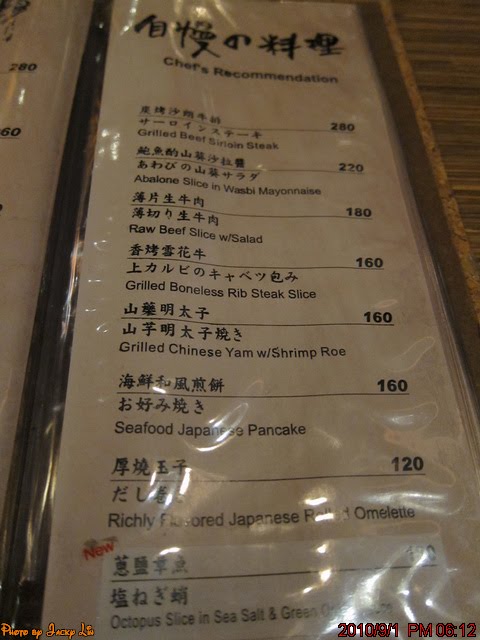 280
60
自慢の料理
Chef's Recommendation
炭烤沙朗牛排 280
サーロインステーキ
Grilled Beef Sirloin Steak
鮑魚酌山葵沙拉醬 220
あわびの山葵サラダ
Abalone Slice in Wasbi Mayonnaise
薄片生牛肉 180
薄切り生牛肉
Raw Beef Slice w/Salad
香烤雪花牛 160
上カルビのキャベツ包み
Grilled Boneless Rib Steak Slice
山藥明太子 160
山芋明太子焼き
Grilled Chinese Yam w/Shrimp Roe
海鮮和風煎餅 160
お好み焼き
Seafood Japanese Pancake
厚燒玉子 120
だし巻
Richly Flavored Japanese Rolled Omelette
New
蔥鹽章魚
塩ねぎ蛸
Octopus Slice in Sea Salt & Green
Photo by Jacky Liu
2010/9/1 PM 06:12